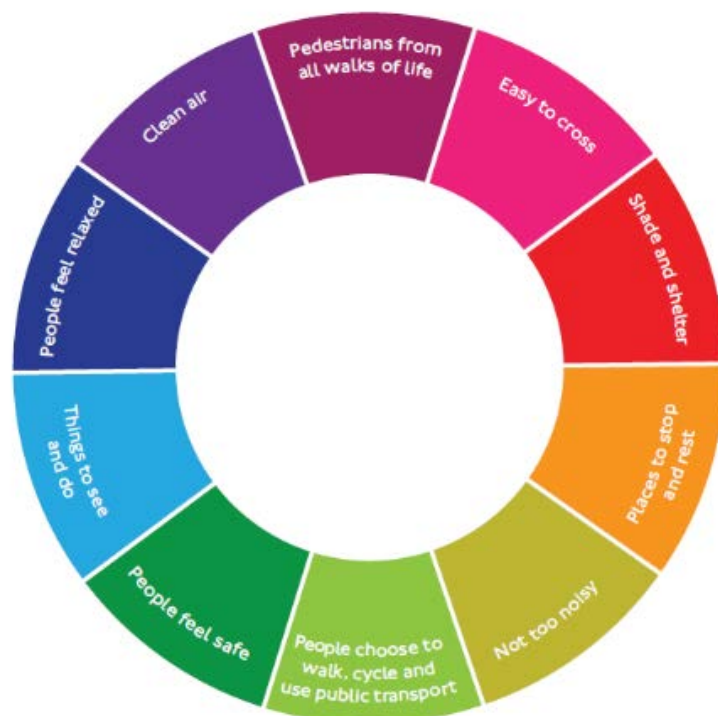 Pedestrians from
all walks of life
Easy to cross
Shade and shelter
Places to stop
and rest
Not too noisy
People choose to
walk, cycle and
use public transport
People feel safe
Things to see
and do
People feel relaxed
Clean air